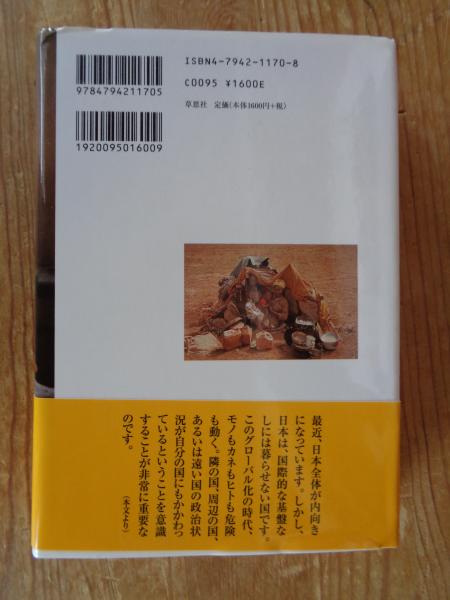 ISBN4-7942-1170-8
C0095 ¥1600E
草思社 定価(本体1600円+税)
9784794211705
1920095016009
最近、日本全体が内向き
になっています。しかし、
日本は、国際的な基盤な
しには暮らせない国です。
このグローバル化の時代、
モノもカネもヒトも危険
も動く。隣の国、周辺の国、
あるいは遠い国の政治状
況が自分の国にもかかわっ
ているということを意識
することが非常に重要な
のです。
(本文より)